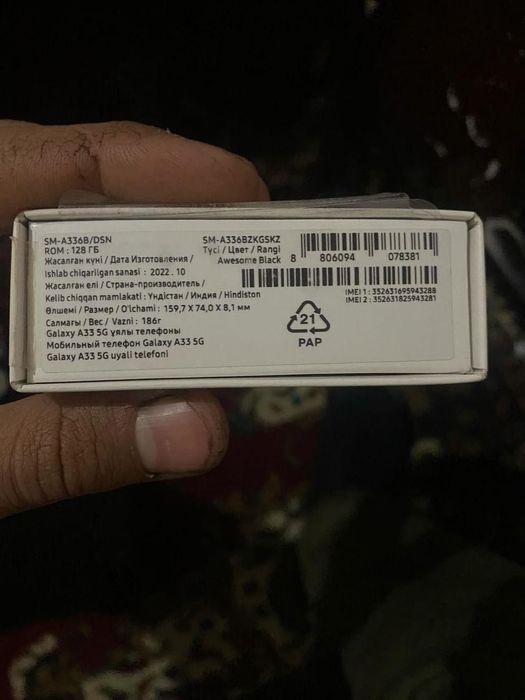 SM-A336B/DSN
ROM : 128 ГБ
Жасалған күні / Дата Изготовления /
Ishlab chiqarilgan sanasi : 2022 . 10
Жасалған елі / Страна-производитель /
Kelib chiqqan mamlakati : Үндістан / Индия / Hindiston
Өлшемі / Размер / O'lchami : 159,7 X 74,0 X 8,1 мм
Салмағы / Вес / Vazni : 186г
Galaxy A33 5G ұялы телефоны
Мобильный телефон Galaxy A33 5G
Galaxy A33 5G uyali telefoni
SM-A336BZKGSKZ
Түсі / Цвет / Rangi
Awesome Black
8 806094 078381
IMEI 1 : 352631695943288
IMEI 2 : 352631825943281
21
PAP